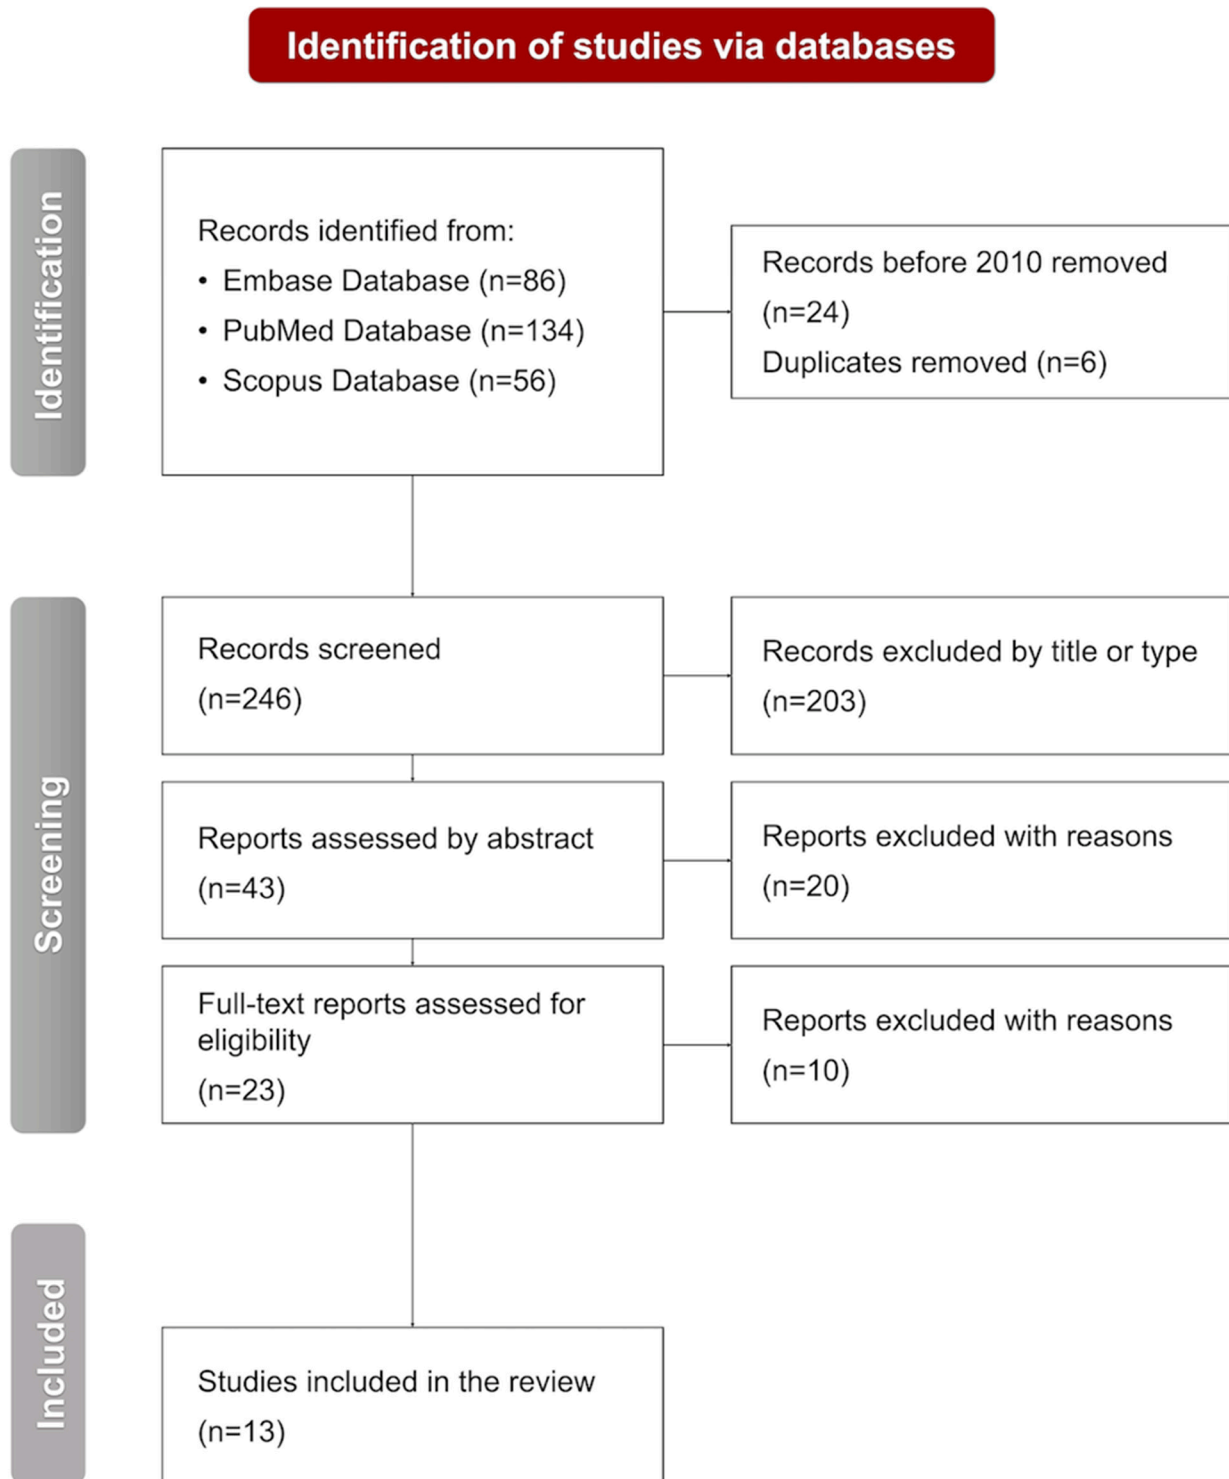 Identification of studies via databases
Identification
Records identified from:
• Embase Database (n=86)
• PubMed Database (n=134)
• Scopus Database (n=56)
Records before 2010 removed
(n=24)
Duplicates removed (n=6)
Screening
Records screened
(n=246)
Records excluded by title or type
(n=203)
Reports assessed by abstract
(n=43)
Reports excluded with reasons
(n=20)
Full-text reports assessed for
eligibility
(n=23)
Reports excluded with reasons
(n=10)
Included
Studies included in the review
(n=13)